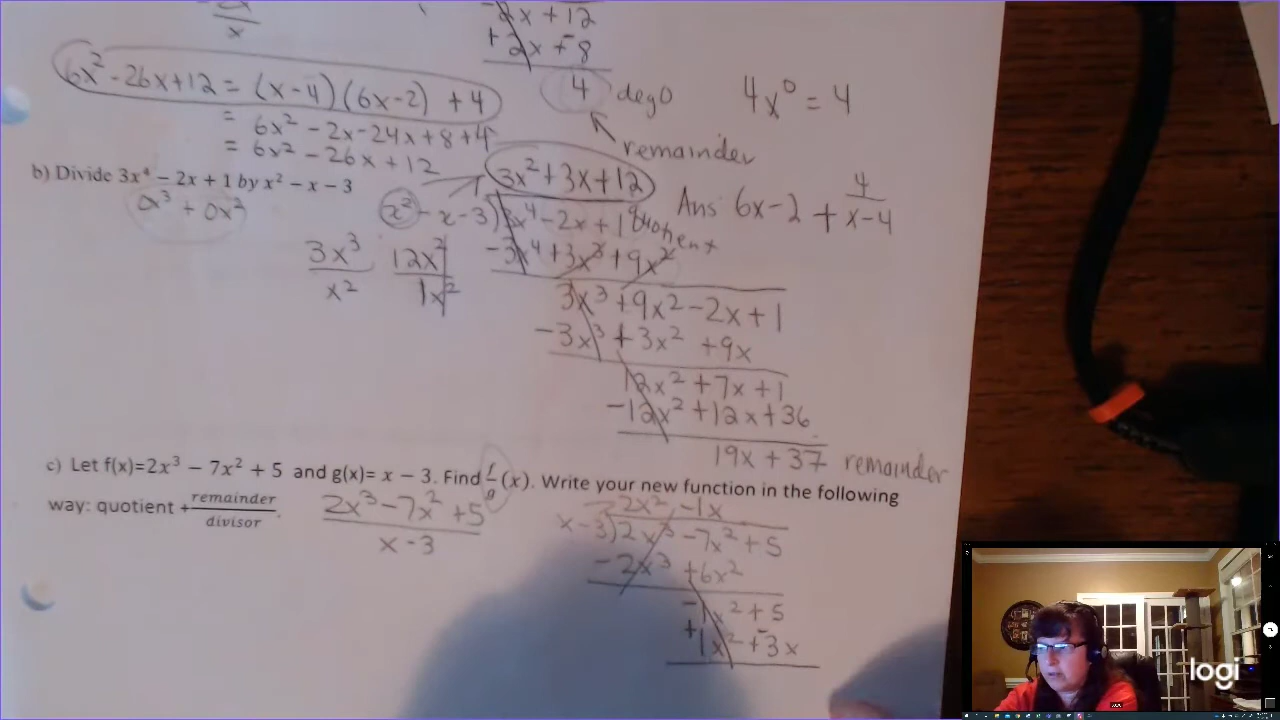 -2x + 12
x
+2x + -8
6x² - 26x + 12 = (x-4)(6x-2) + 4
4 deg 0
4x⁰ = 4
= 6x² - 2x - 24x + 8 + 4
remainder
= 6x² - 26x + 12
3x² + 3x + 12
b) Divide 3x⁴ − 2x + 1 by x² − x − 3
0x³ + 0x²
x² - x - 3)3x⁴ - 2x + 1
Quotient
Ans 6x - 2 + 4/(x-4)
3x³/x² 12x²/1x²
-3x⁴ + 3x³ + 9x²
3x³ + 9x² - 2x + 1
-3x³ + 3x² + 9x
12x² + 7x + 1
-12x² + 12x + 36
19x + 37 remainder
c) Let f(x)=2x³ − 7x² + 5 and g(x)= x − 3. Find f/g (x). Write your new function in the following
way: quotient + remainder/divisor.
2x³ - 7x² + 5
x - 3
2x² - 1x
x - 3)2x³ - 7x² + 5
-2x³ + 6x²
-1x² + 5
+1x² + -3x
logi